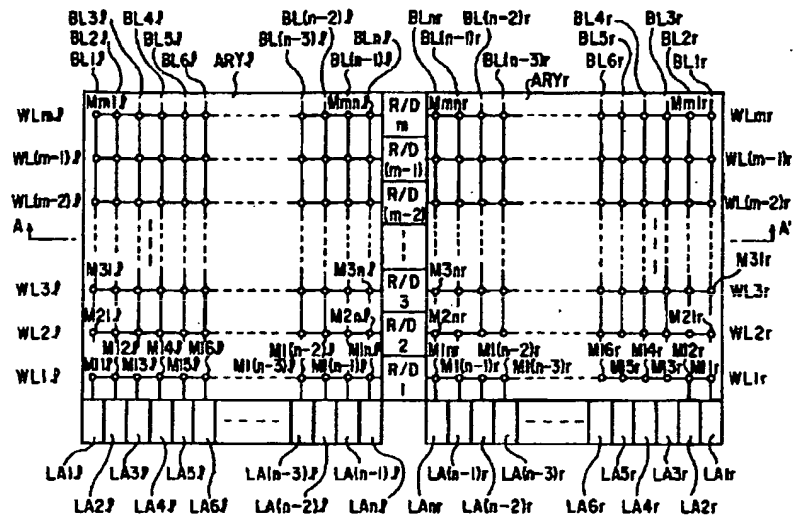 BL3ℓ BL4ℓ BL(n-2)ℓ BLnr BL(n-2)r BL4r BL3r
BL2ℓ BL5ℓ BL(n-3)ℓ BLnℓ BL(n-1)r BL5r BL2r
BL1ℓ BL6ℓ ARYℓ BL(n-1)ℓ BL(n-3)r BL6r BL1r
ARYr
Mm1ℓ Mmnℓ R/D Mmnr Mm1r
WLmℓ m WLmr
WL(m-1)ℓ R/D WL(m-1)r
(m-1)
WL(m-2)ℓ R/D WL(m-2)r
(m-2)
A A'
M31ℓ M3nℓ R/D M3nr M31r
WL3ℓ 3 WL3r
M21ℓ M2nℓ R/D M2nr M21r
WL2ℓ 2 WL2r
M12ℓ M14ℓ M16ℓ M1(n-2)ℓ M1nℓ M1nr M1(n-2)r M16r M14r M12r
M11ℓ M13ℓ M15ℓ M1(n-3)ℓ M1(n-1)ℓ R/D M1(n-1)r M1(n-3)r M15r M13r M11r
WL1ℓ 1 WL1r
LA1ℓ LA3ℓ LA5ℓ LA(n-3)ℓ LA(n-1)ℓ LA(n-1)r LA(n-3)r LA5r LA3r LA1r
LA2ℓ LA4ℓ LA6ℓ LA(n-2)ℓ LAnℓ LAnr LA(n-2)r LA6r LA4r LA2r